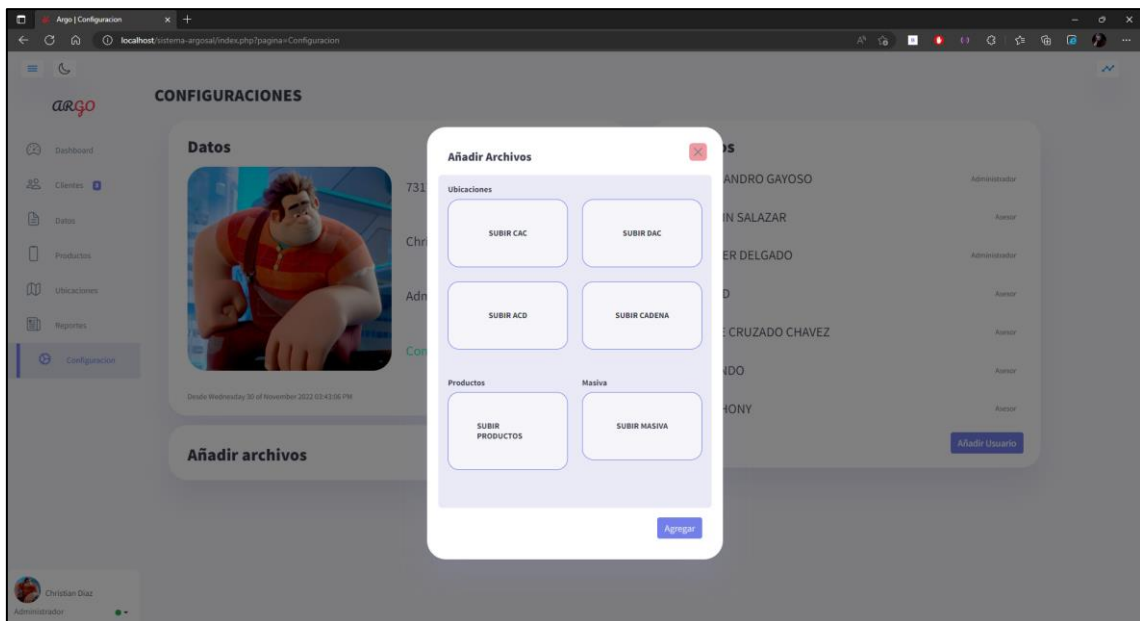 Argo | Configuracion
localhost/sistema-argosal/index.php?pagina=Configuracion
ARGO
CONFIGURACIONES
Dashboard
Clientes
Datos
Productos
Ubicaciones
Reportes
Configuracion
Datos
731
Chri
Adm
Con
Desde Wednesday 30 of November 2022 03:43:06 PM
Añadir archivos
Añadir Archivos
Ubicaciones
SUBIR CAC
SUBIR DAC
SUBIR ACD
SUBIR CADENA
Productos
Masiva
SUBIR
PRODUCTOS
SUBIR MASIVA
Agregar
os
ANDRO GAYOSO
Administrador
IN SALAZAR
Asesor
ER DELGADO
Administrador
Asesor
CRUZADO CHAVEZ
Asesor
NDO
Asesor
HONY
Asesor
Añadir Usuario
Christian Diaz
Administrador